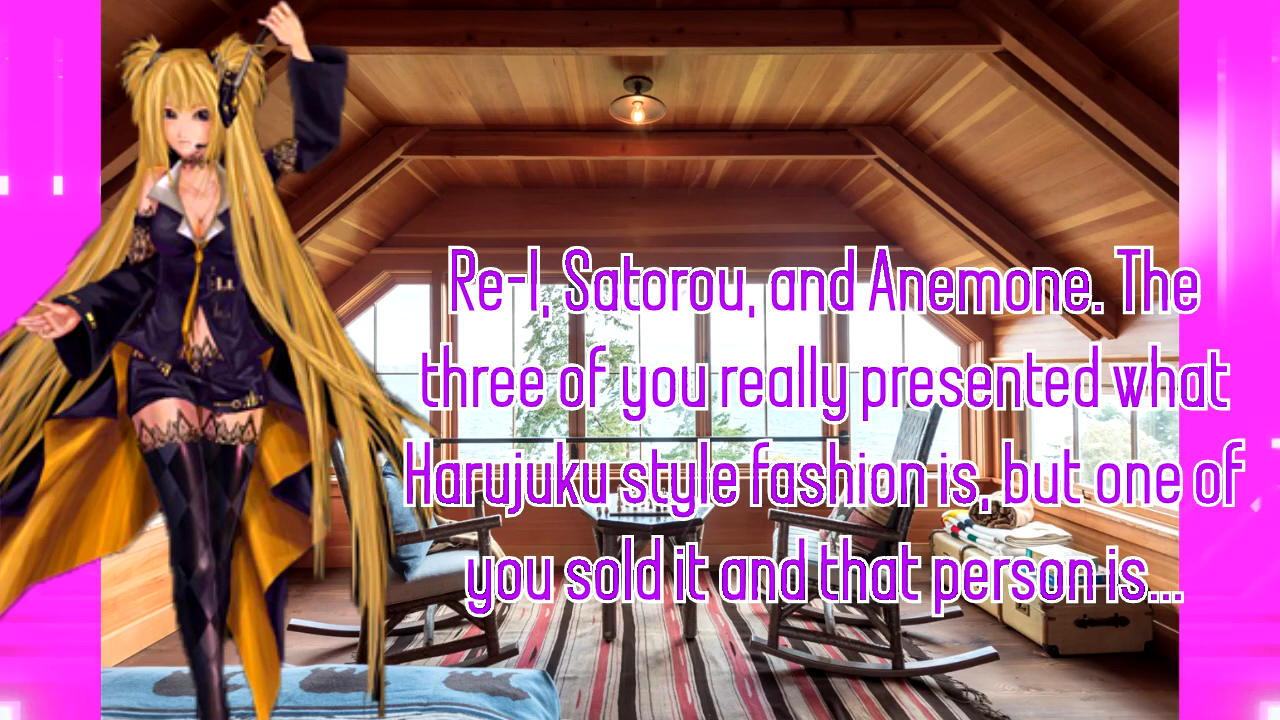 Re-l, Satorou, and Anemone. The
three of you really presented what
Harujuku style fashion is, but one of
you sold it and that person is...